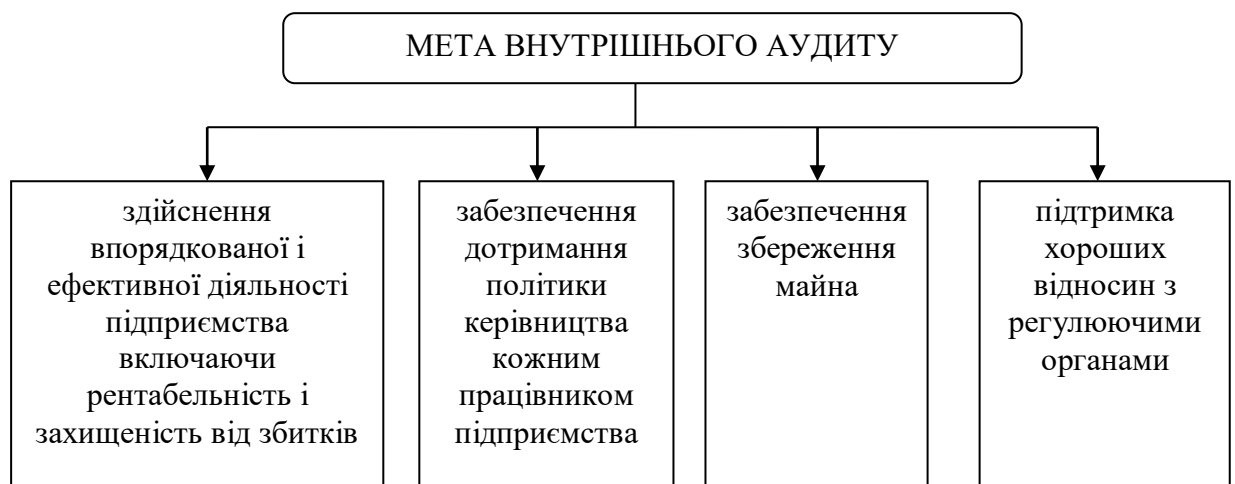 МЕТА ВНУТРІШНЬОГО АУДИТУ
здійснення
впорядкованої і
ефективної діяльності
підприємства
включаючи
рентабельність і
захищеність від збитків
забезпечення
дотримання
політики
керівництва
кожним
працівником
підприємства
забезпечення
збереження
майна
підтримка
хороших
відносин з
регулюючими
органами